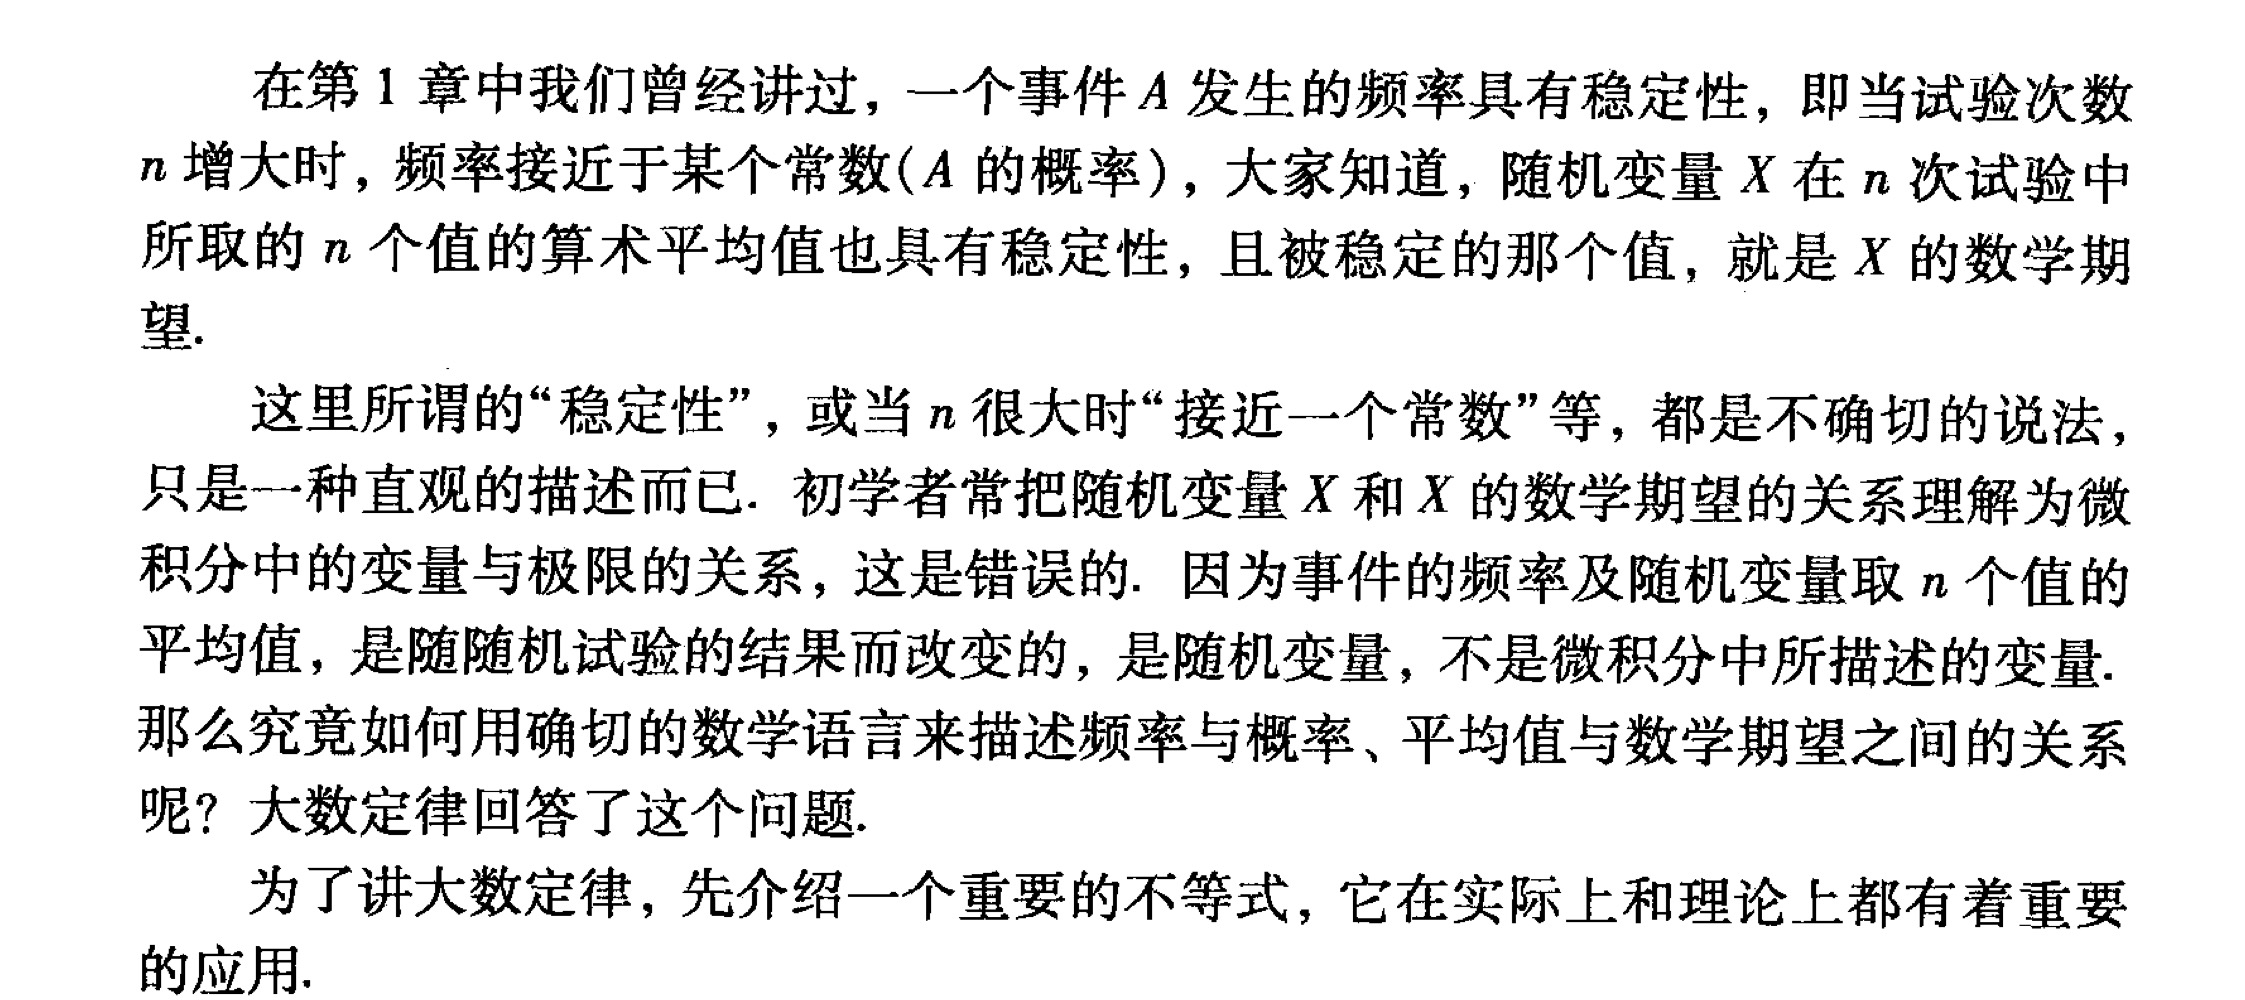 在第 1 章中我们曾经讲过，一个事件 A 发生的频率具有稳定性，即当试验次数
n 增大时，频率接近于某个常数(A 的概率)，大家知道，随机变量 X 在 n 次试验中
所取的 n 个值的算术平均值也具有稳定性，且被稳定的那个值，就是 X 的数学期
望.
这里所谓的“稳定性”，或当 n 很大时“接近一个常数”等，都是不确切的说法，
只是一种直观的描述而已. 初学者常把随机变量 X 和 X 的数学期望的关系理解为微
积分中的变量与极限的关系，这是错误的. 因为事件的频率及随机变量取 n 个值的
平均值，是随随机试验的结果而改变的，是随机变量，不是微积分中所描述的变量.
那么究竟如何用确切的数学语言来描述频率与概率、平均值与数学期望之间的关系
呢? 大数定律回答了这个问题.
为了讲大数定律，先介绍一个重要的不等式，它在实际上和理论上都有着重要
的应用.